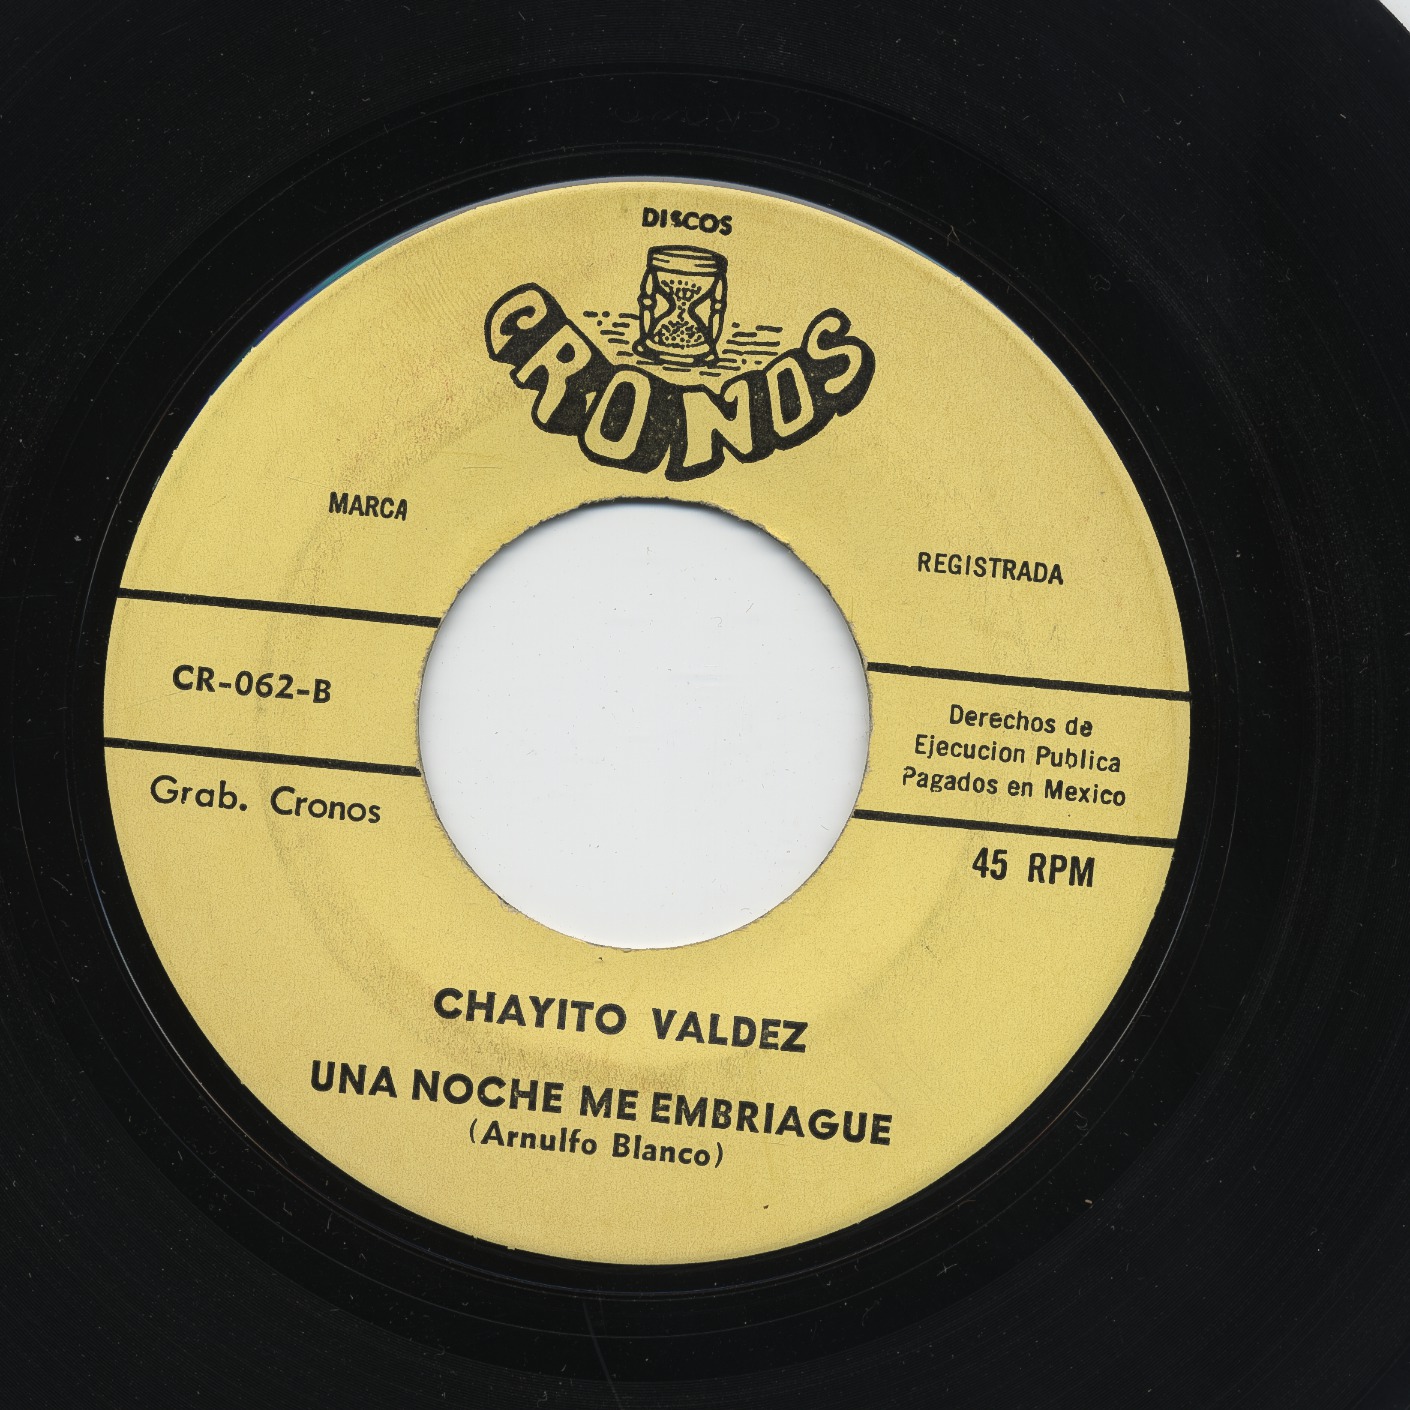 DISCOS
CRONOS
MARCA
REGISTRADA
CR-062-B
Derechos de
Ejecucion Publica
Pagados en Mexico
Grab. Cronos
45 RPM
CHAYITO VALDEZ
UNA NOCHE ME EMBRIAGUE
(Arnulfo Blanco)